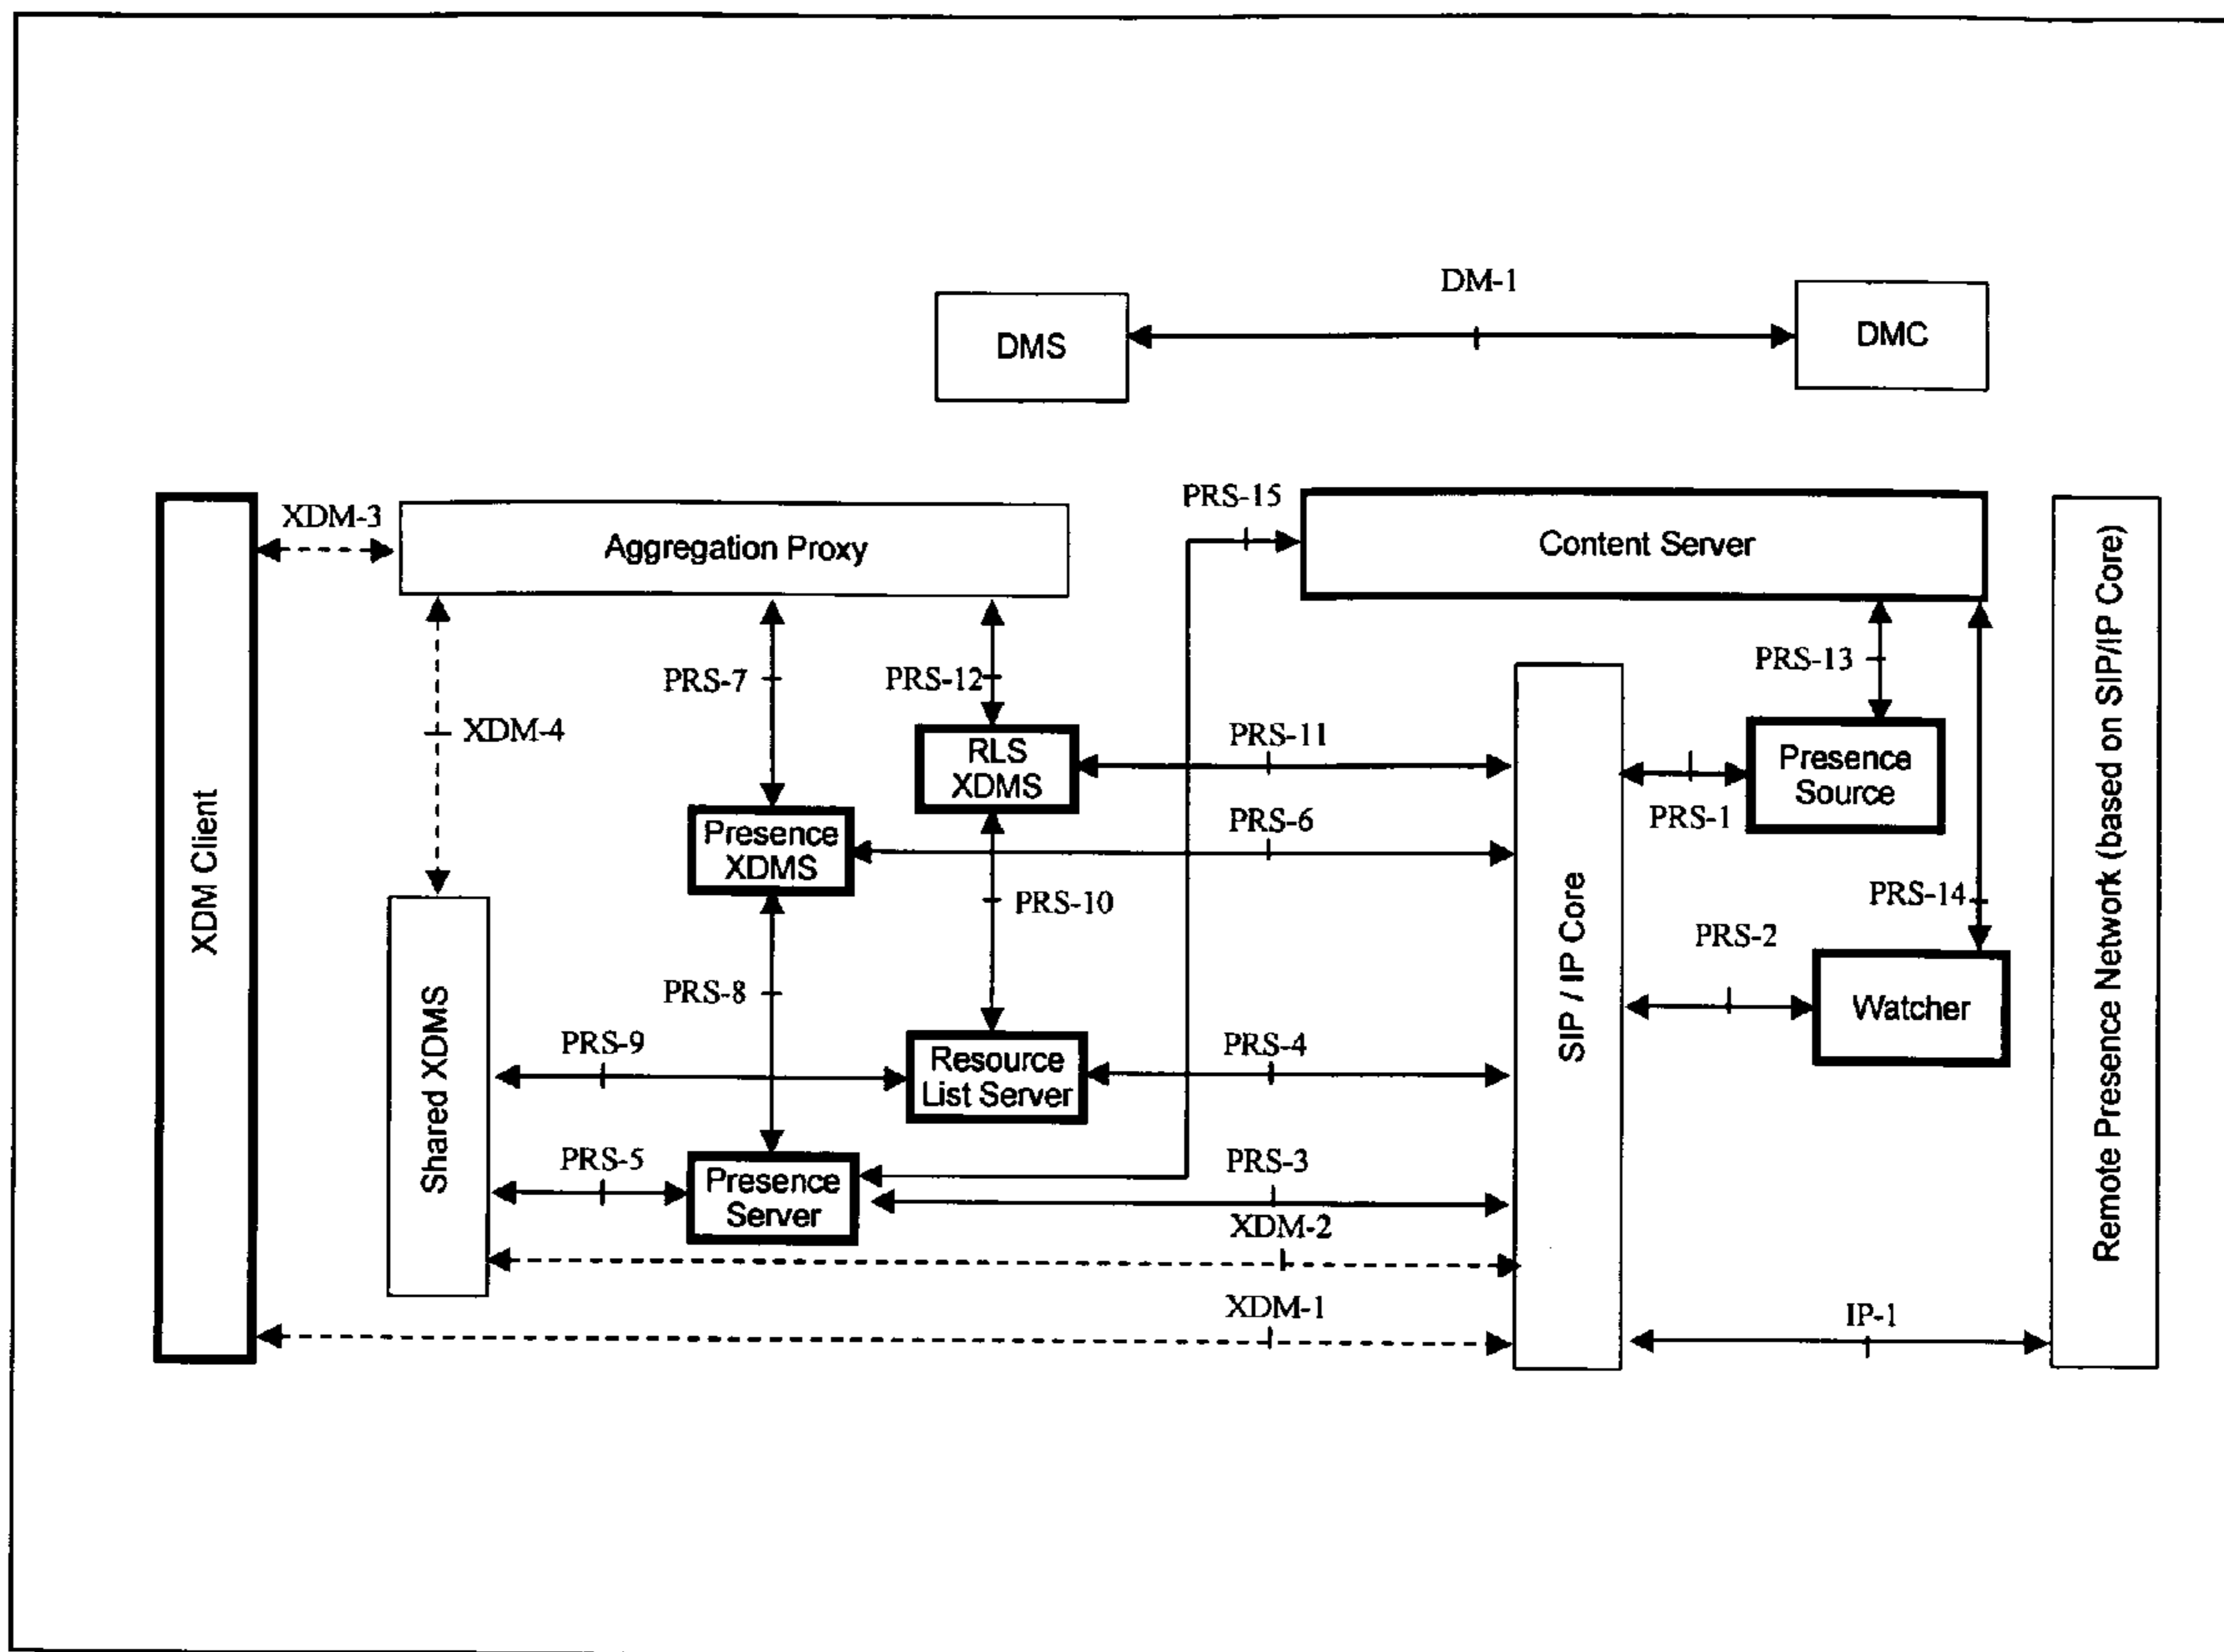 DM-1
DMS
DMC
PRS-15
XDM-3
Aggregation Proxy
Content Server
PRS-7
PRS-12
PRS-13
XDM-4
RLS
XDMS
PRS-11
Presence
Source
PRS-1
Presence
XDMS
PRS-6
PRS-10
PRS-14
XDM Client
Shared XDMS
SIP / IP Core
Remote Presence Network (based on SIP/IP Core)
PRS-2
Watcher
PRS-8
PRS-9
Resource
List Server
PRS-4
PRS-5
Presence
Server
PRS-3
XDM-2
XDM-1
IP-1